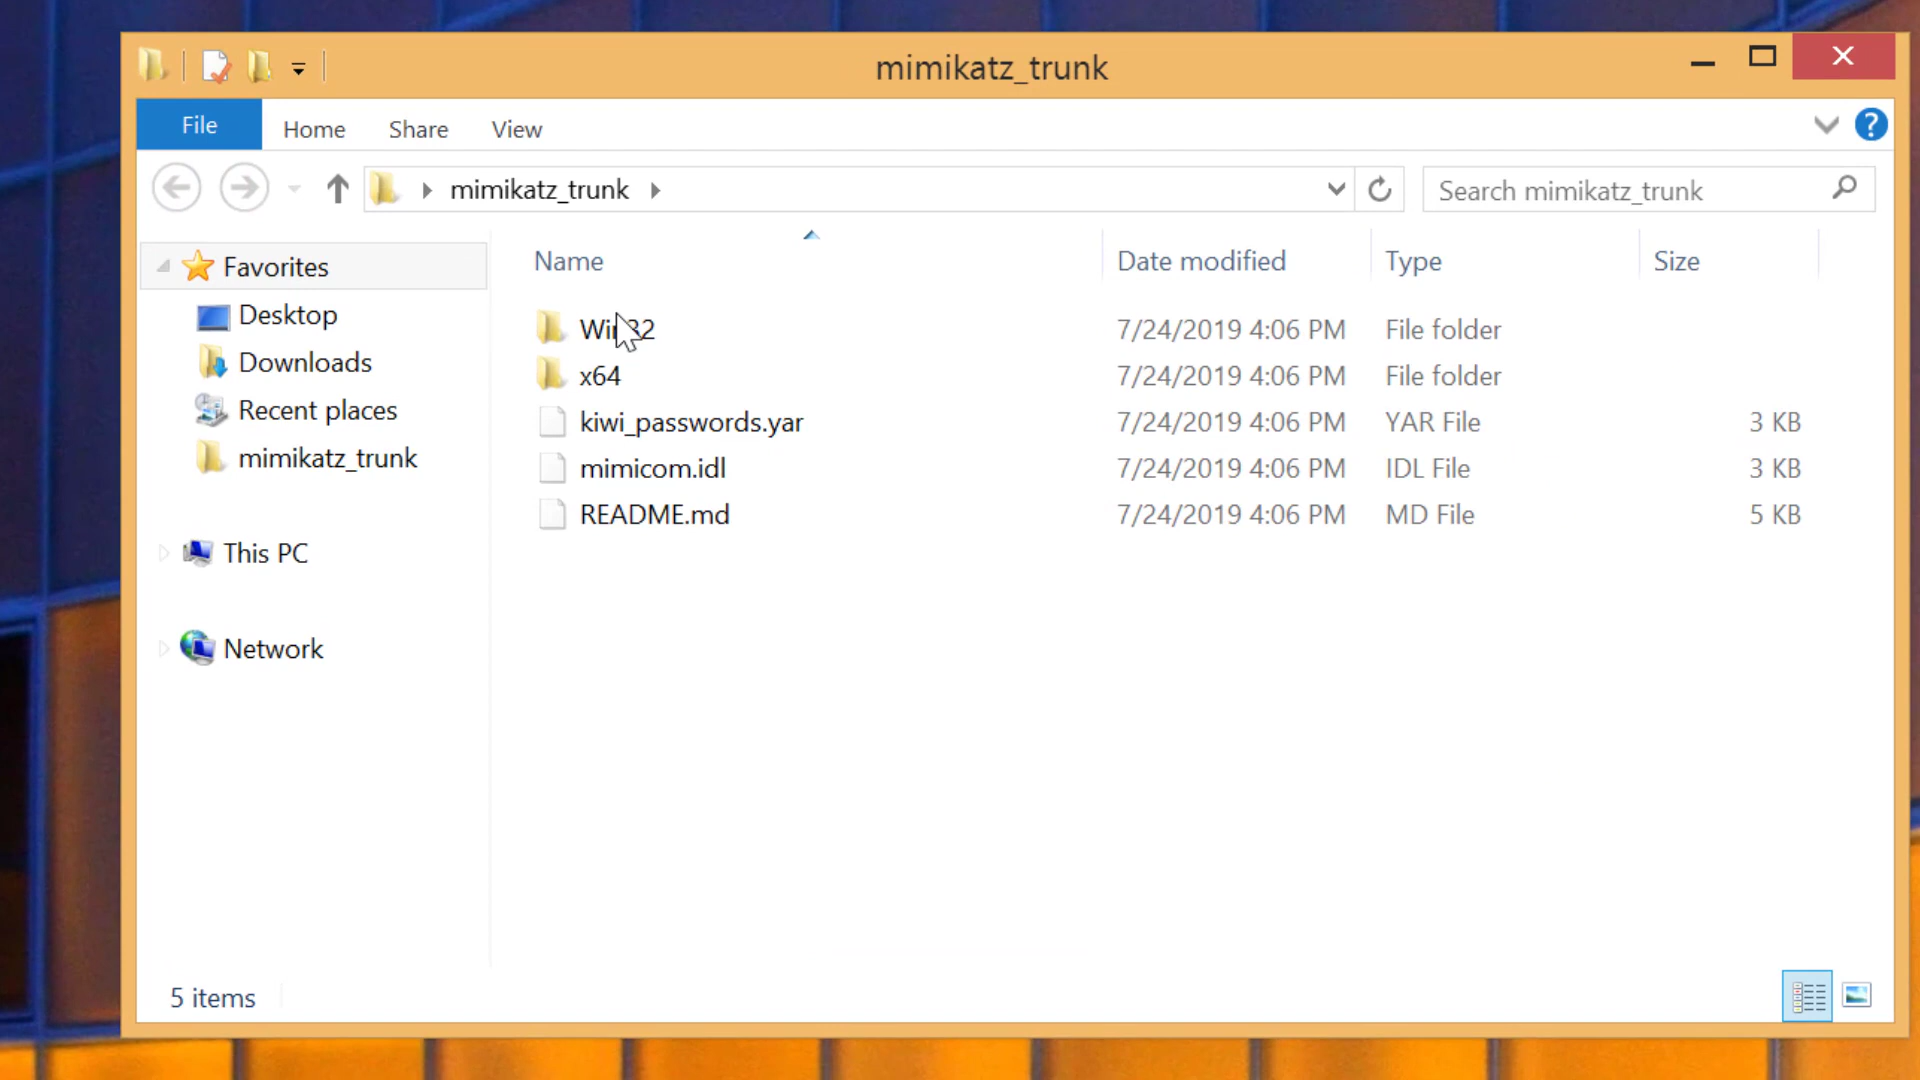 mimikatz_trunk
File Home Share View
mimikatz_trunk
Search mimikatz_trunk
Name Date modified Type Size
Favorites
Desktop
Downloads
Recent places
mimikatz_trunk
This PC
Network
Win32 7/24/2019 4:06 PM File folder
x64 7/24/2019 4:06 PM File folder
kiwi_passwords.yar 7/24/2019 4:06 PM YAR File 3 KB
mimicom.idl 7/24/2019 4:06 PM IDL File 3 KB
README.md 7/24/2019 4:06 PM MD File 5 KB
5 items